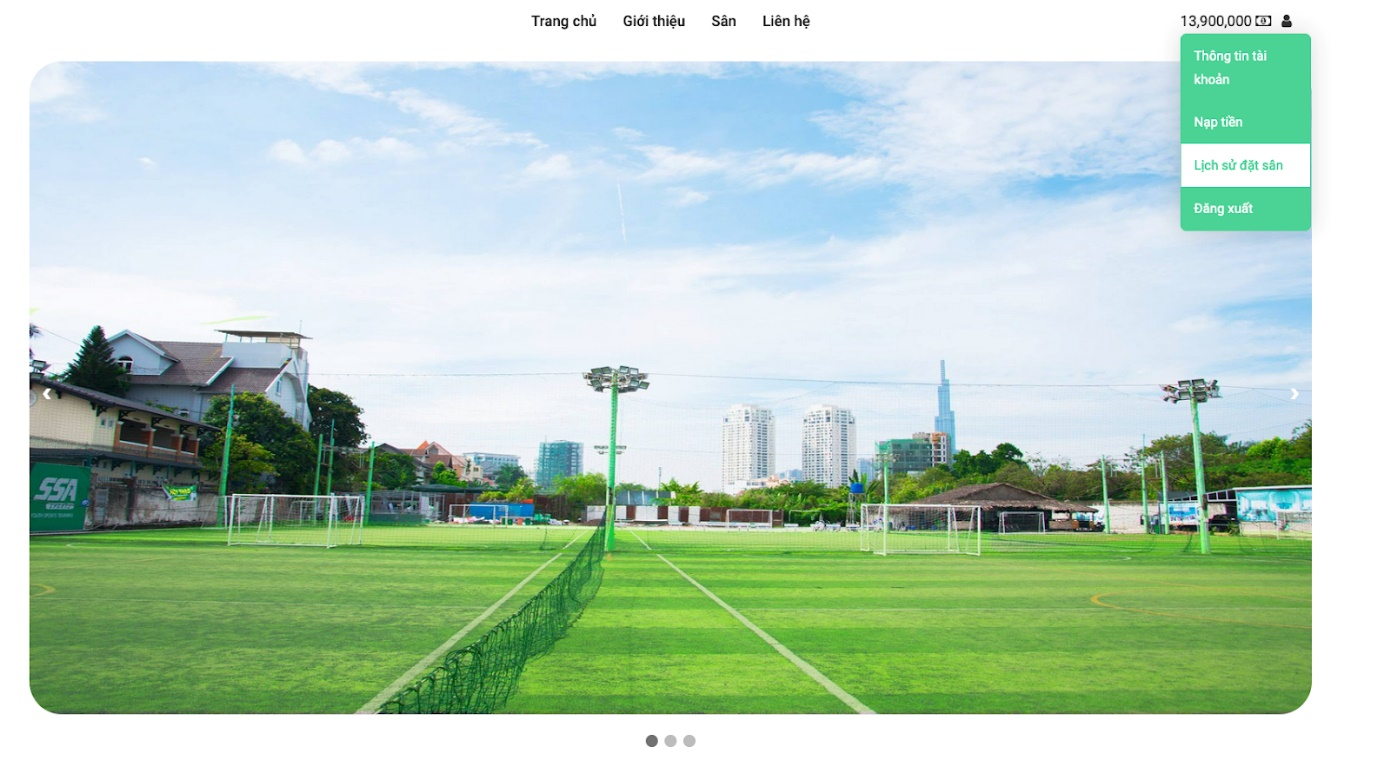 Trang chủ Giới thiệu Sân Liên hệ 13,900,000
Thông tin tài
khoản
Nạp tiền
Lịch sử đặt sân
Đăng xuất
SSA